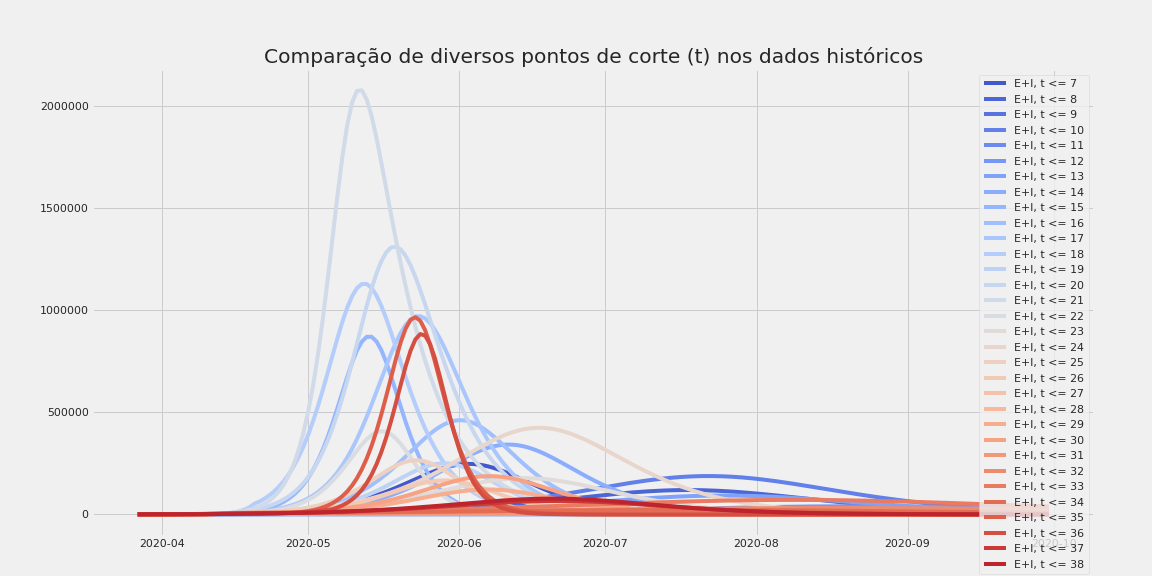 Comparação de diversos pontos de corte (t) nos dados históricos
2000000
1500000
1000000
500000
0
2020-04 2020-05 2020-06 2020-07 2020-08 2020-09 2020-10
E+I, t <= 7
E+I, t <= 8
E+I, t <= 9
E+I, t <= 10
E+I, t <= 11
E+I, t <= 12
E+I, t <= 13
E+I, t <= 14
E+I, t <= 15
E+I, t <= 16
E+I, t <= 17
E+I, t <= 18
E+I, t <= 19
E+I, t <= 20
E+I, t <= 21
E+I, t <= 22
E+I, t <= 23
E+I, t <= 24
E+I, t <= 25
E+I, t <= 26
E+I, t <= 27
E+I, t <= 28
E+I, t <= 29
E+I, t <= 30
E+I, t <= 31
E+I, t <= 32
E+I, t <= 33
E+I, t <= 34
E+I, t <= 35
E+I, t <= 36
E+I, t <= 37
E+I, t <= 38